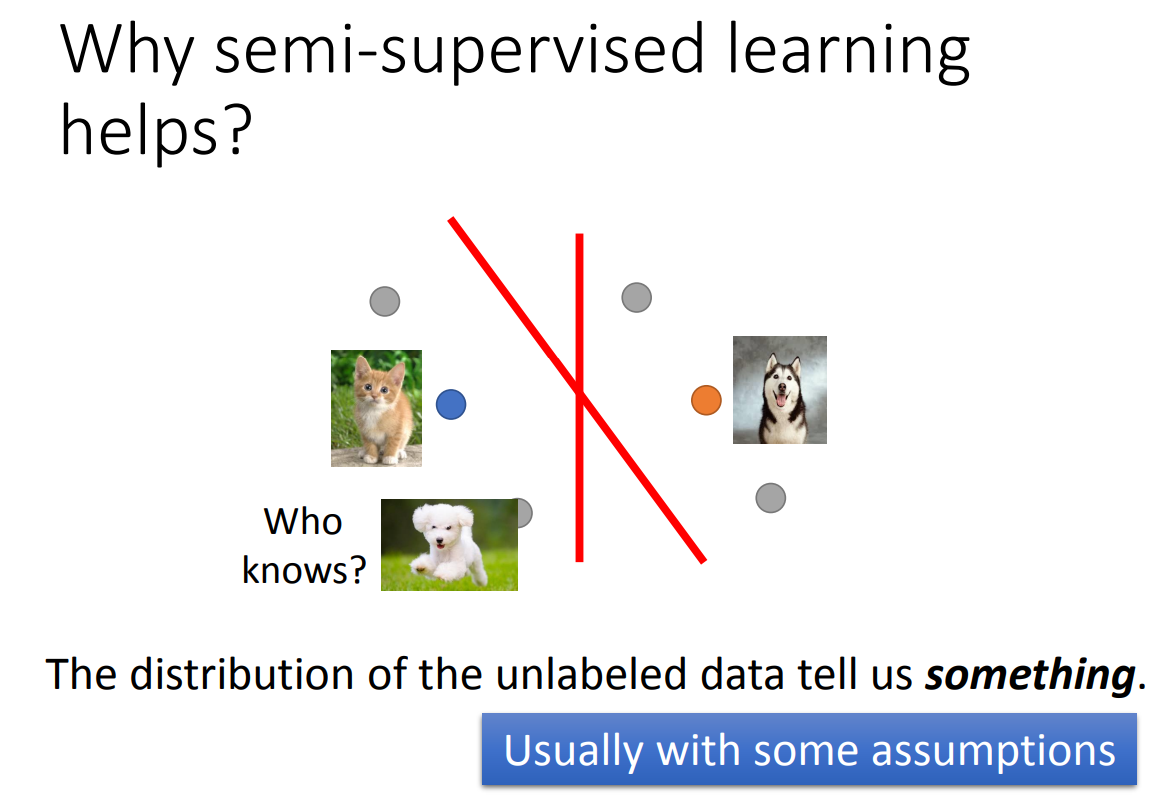 Why semi-supervised learning
helps?
Who
knows?
The distribution of the unlabeled data tell us something.
Usually with some assumptions